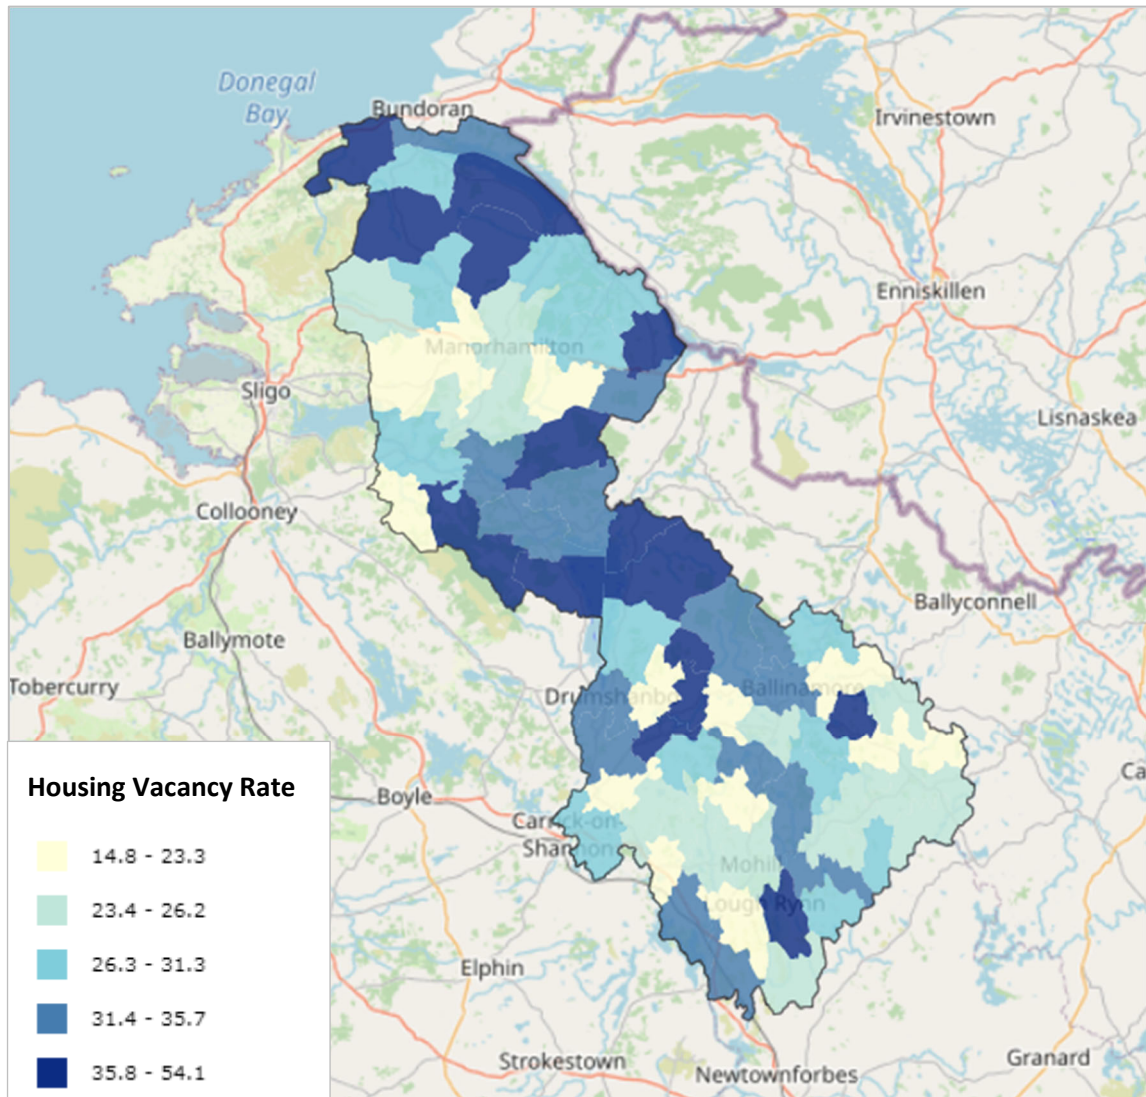 Donegal
Bay
Bundoran
Irvinestown
Enniskillen
Manorhamilton
Sligo
Lisnaskea
Collooney
Ballyconnell
Ballymote
Tobercurry
Drumshanbo
Ballinamore
Ca
Housing Vacancy Rate
14.8 - 23.3
23.4 - 26.2
26.3 - 31.3
31.4 - 35.7
35.8 - 54.1
Boyle
Carrick-on-
Shannon
Mohill
Lough Rynn
Elphin
Strokestown
Newtownforbes
Granard